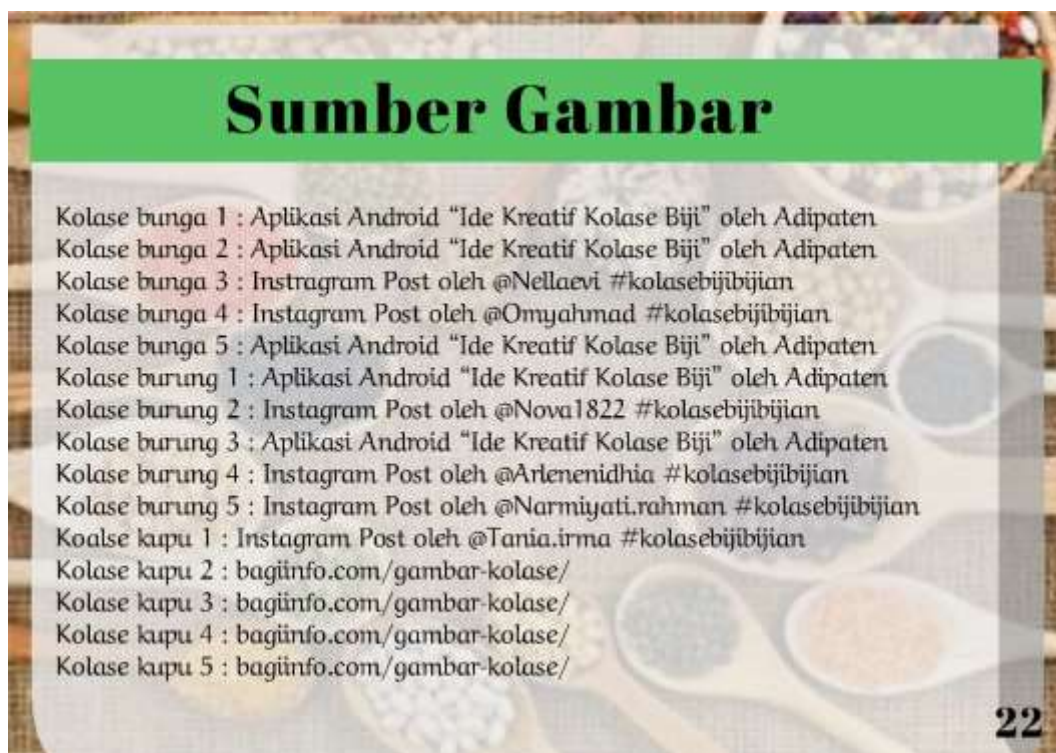 Sumber Gambar
Kolase bunga 1 : Aplikasi Android “Ide Kreatif Kolase Biji” oleh Adipaten
Kolase bunga 2 : Aplikasi Android “Ide Kreatif Kolase Biji” oleh Adipaten
Kolase bunga 3 : Instragram Post oleh @Nellaevi #kolasebijibijian
Kolase bunga 4 : Instagram Post oleh @Omyahmad #kolasebijibijian
Kolase bunga 5 : Aplikasi Android “Ide Kreatif Kolase Biji” oleh Adipaten
Kolase burung 1 : Aplikasi Android “Ide Kreatif Kolase Biji” oleh Adipaten
Kolase burung 2 : Instagram Post oleh @Nova1822 #kolasebijibijian
Kolase burung 3 : Aplikasi Android “Ide Kreatif Kolase Biji” oleh Adipaten
Kolase burung 4 : Instagram Post oleh @Arlenenidhia #kolasebijibijian
Kolase burung 5 : Instagram Post oleh @Narmiyati.rahman #kolasebijibijian
Koalse kupu 1 : Instagram Post oleh @Tania.irma #kolasebijibijian
Kolase kupu 2 : bagiinfo.com/gambar-kolase/
Kolase kupu 3 : bagiinfo.com/gambar-kolase/
Kolase kupu 4 : bagiinfo.com/gambar-kolase/
Kolase kupu 5 : bagiinfo.com/gambar-kolase/
22